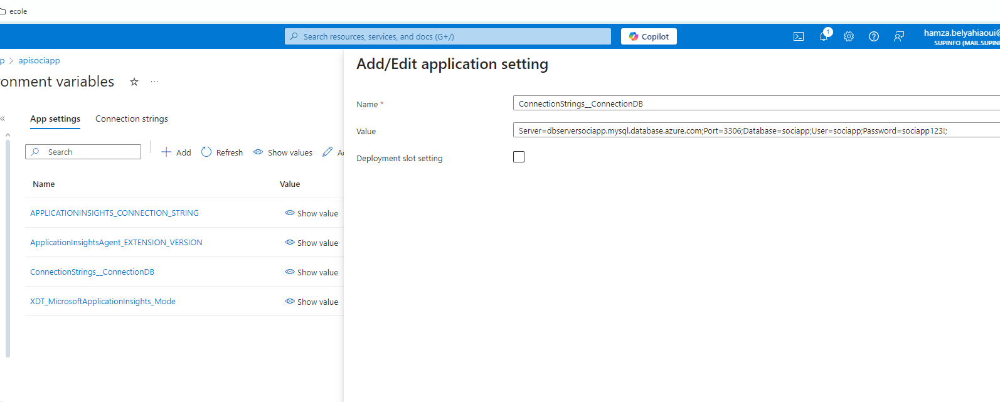 ecole
Search resources, services, and docs (G+/)
Copilot
1
hamza.belyahiaoui@
SUPINFO (MAIL.SUPIN
p > apisociapp
onment variables
Add/Edit application setting
Name *
ConnectionStrings__ConnectionDB
Value
Server=dbserversociapp.mysql.database.azure.com;Port=3306;Database=sociapp;User=sociapp;Password=sociapp123!;
Deployment slot setting
App settings
Connection strings
Search
Add
Refresh
Show values
Ad
Name
Value
APPLICATIONINSIGHTS_CONNECTION_STRING
Show value
ApplicationInsightsAgent_EXTENSION_VERSION
Show value
ConnectionStrings__ConnectionDB
Show value
XDT_MicrosoftApplicationInsights_Mode
Show value